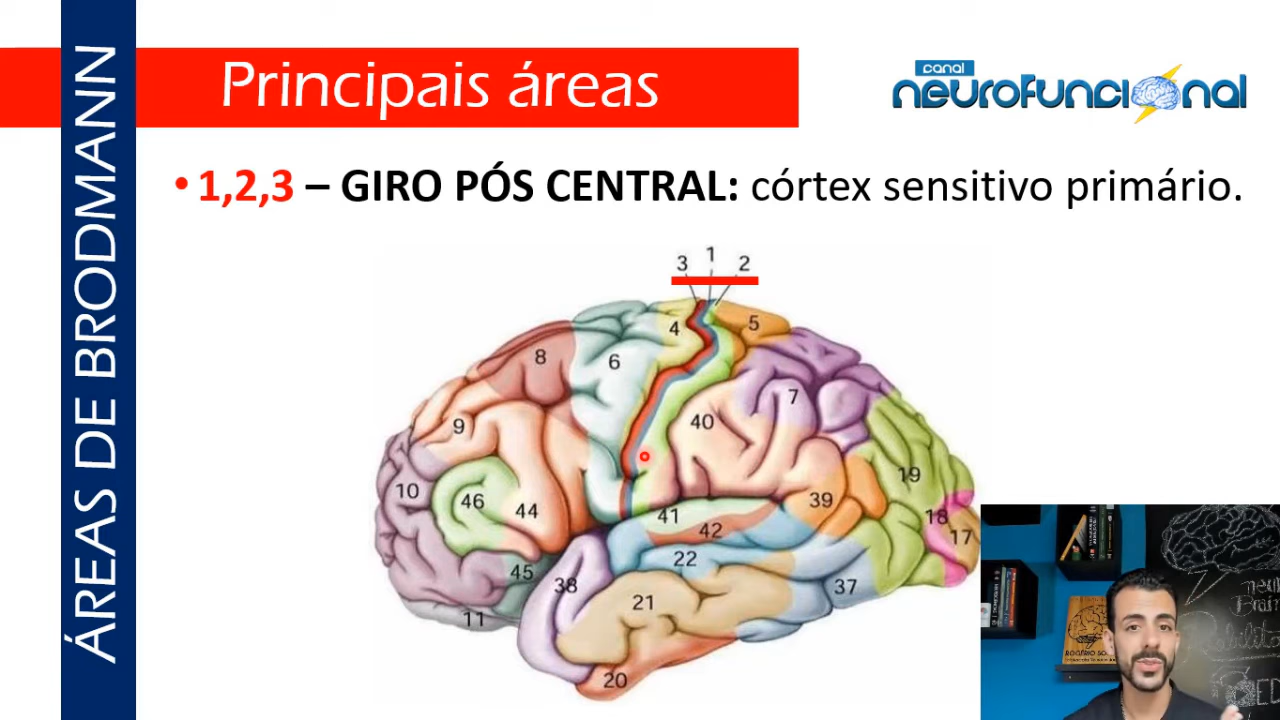 ÁREAS DE BRODMANN
Principais áreas
canal
neurofuncional
• 1,2,3 – GIRO PÓS CENTRAL: córtex sensitivo primário.
3 1 2
4 5
8 6
7
9 40
10 46 44 39 19
41 18
42 17
45 22
38 37
11 21
20